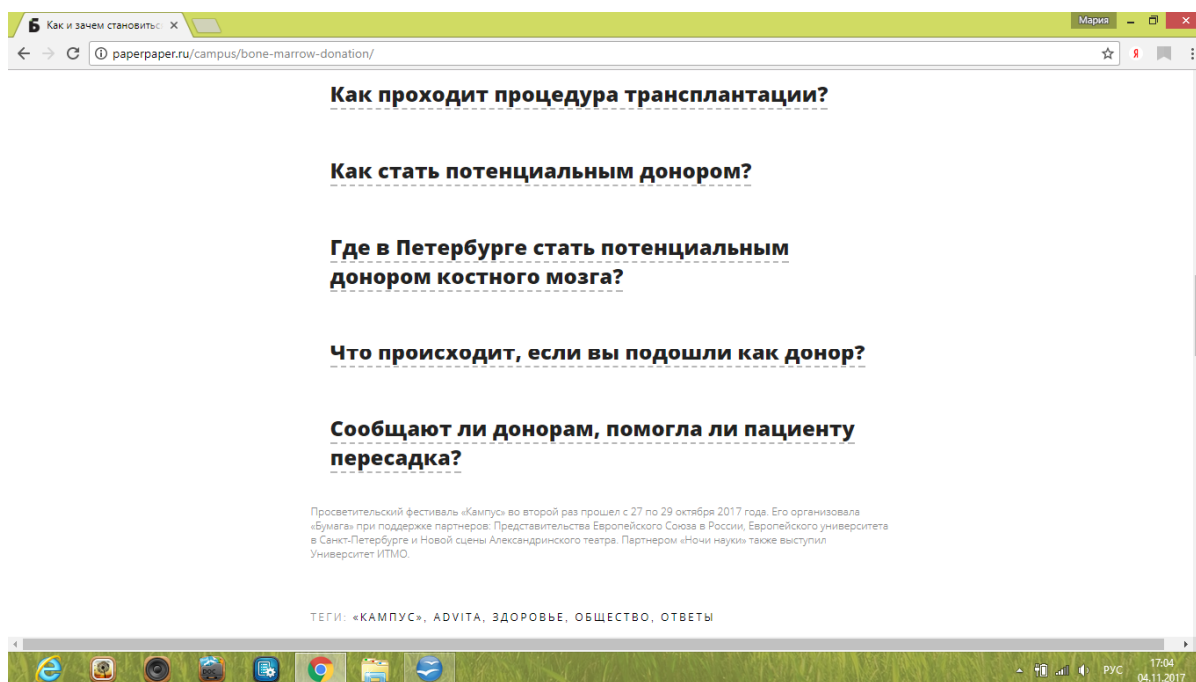 Как и зачем становитьс
Мария
paperpaper.ru/campus/bone-marrow-donation/
Как проходит процедура трансплантации?
Как стать потенциальным донором?
Где в Петербурге стать потенциальным
донором костного мозга?
Что происходит, если вы подошли как донор?
Сообщают ли донорам, помогла ли пациенту
пересадка?
Просветительский фестиваль «Кампус» во второй раз прошел с 27 по 29 октября 2017 года. Его организовала
«Бумага» при поддержке партнеров: Представительства Европейского Союза в России, Европейского университета
в Санкт-Петербурге и Новой сцены Александринского театра. Партнером «Ночи науки» также выступил
Университет ИТМО.
ТЕГИ: «КАМПУС», ADVITA, ЗДОРОВЬЕ, ОБЩЕСТВО, ОТВЕТЫ
РУС
17:04
04.11.2017